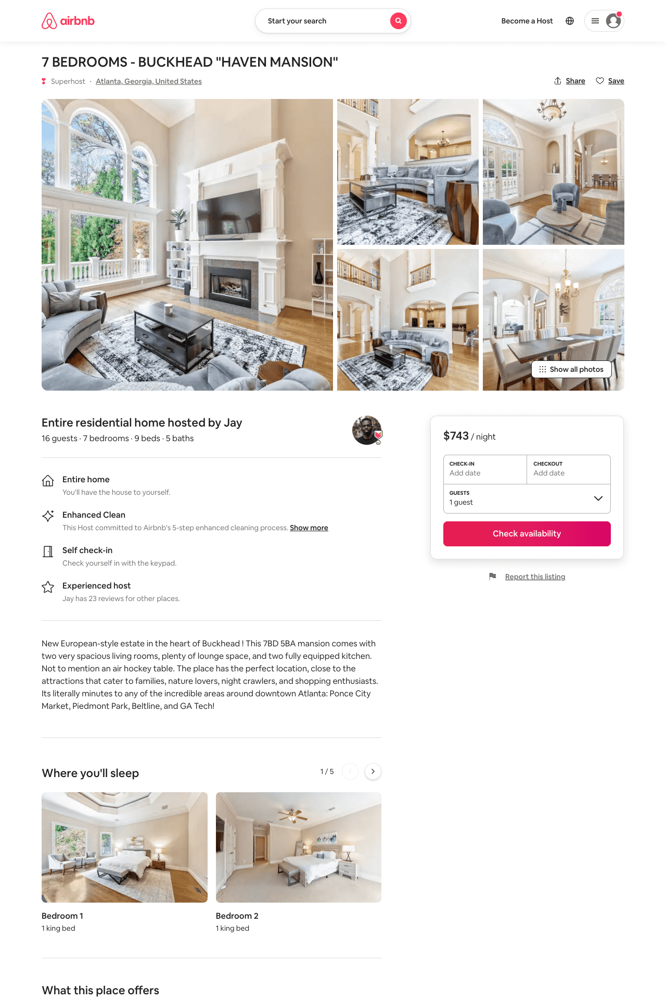 airbnb
Start your search
Become a Host
7 BEDROOMS - BUCKHEAD "HAVEN MANSION"
Superhost · Atlanta, Georgia, United States
Share
Save
Show all photos
Entire residential home hosted by Jay
16 guests · 7 bedrooms · 9 beds · 5 baths
Entire home
You'll have the house to yourself.
Enhanced Clean
This Host committed to Airbnb's 5-step enhanced cleaning process. Show more
Self check-in
Check yourself in with the keypad.
Experienced host
Jay has 23 reviews for other places.
$743 / night
CHECK-IN
Add date
CHECKOUT
Add date
GUESTS
1 guest
Check availability
Report this listing
New European-style estate in the heart of Buckhead ! This 7BD 5BA mansion comes with
two very spacious living rooms, plenty of lounge space, and two fully equipped kitchen.
Not to mention an air hockey table. The place has the perfect location, close to the
attractions that cater to families, nature lovers, night crawlers, and shopping enthusiasts.
Its literally minutes to any of the incredible areas around downtown Atlanta: Ponce City
Market, Piedmont Park, Beltline, and GA Tech!
Where you'll sleep
1 / 5
Bedroom 1
1 king bed
Bedroom 2
1 king bed
What this place offers